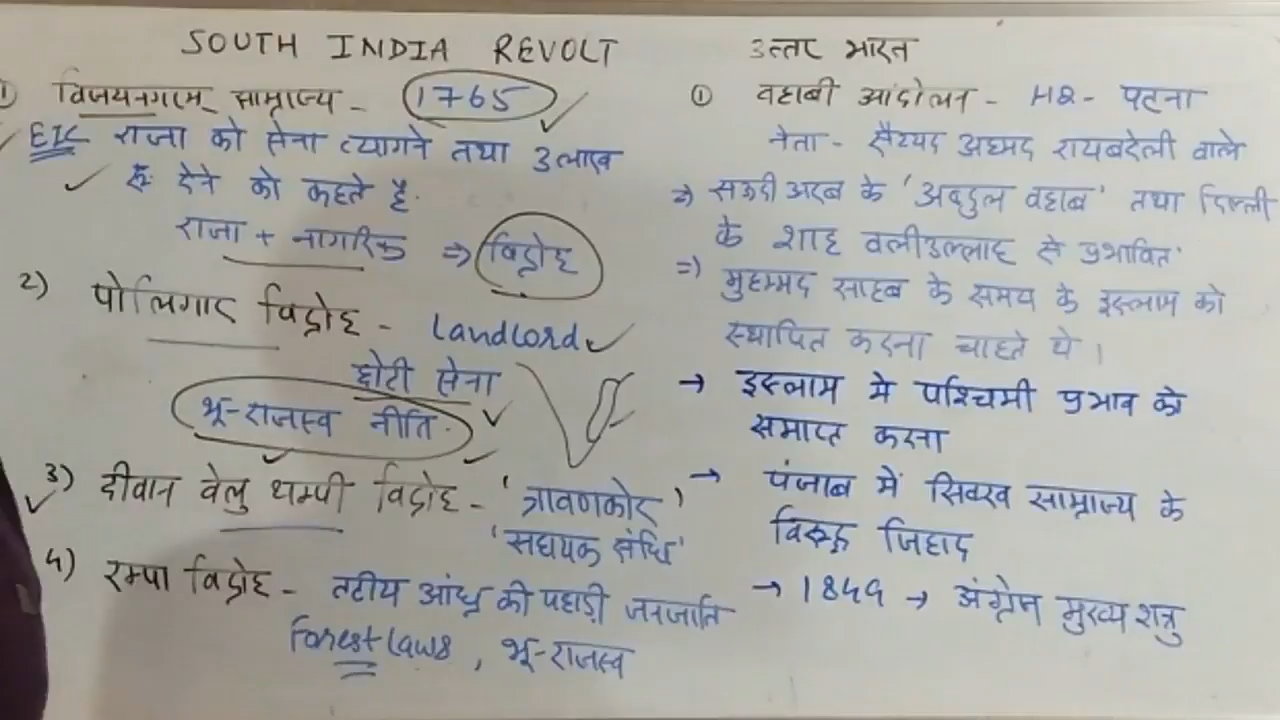 SOUTH INDIA REVOLT
① विजयनगरम् साम्राज्य - 1765
EIC राजा को सेना त्यागने तथा 3 लाख
रु देने को कहते है.
राजा + नागरिक ⇒ विद्रोह
2) पोलिगार विद्रोह - Landlord
छोटी सेना
भू-राजस्व नीति.
3) दीवान वेलु थम्पी विद्रोह - 'त्रावणकोर'
'सहायक संधि'
4) रम्पा विद्रोह - तटीय आंध्र की पहाड़ी जनजाति
Forest Laws, भू-राजस्व
उत्तर भारत
① वहाबी आंदोलन - HQ - पटना
नेता - सैय्यद अहमद रायबरेली वाले
⇒ सऊदी अरब के 'अब्दुल वहाब' तथा दिल्ली
के शाह वलीउल्लाह से प्रभावित
⇒ मुहम्मद साहब के समय के इस्लाम को
स्थापित करना चाहते थे।
→ इस्लाम मे पश्चिमी प्रभाव को
समाप्त करना
→ पंजाब में सिक्ख साम्राज्य के
विरुद्ध जिहाद
→ 1849 → अंग्रेज मुख्य शत्रु